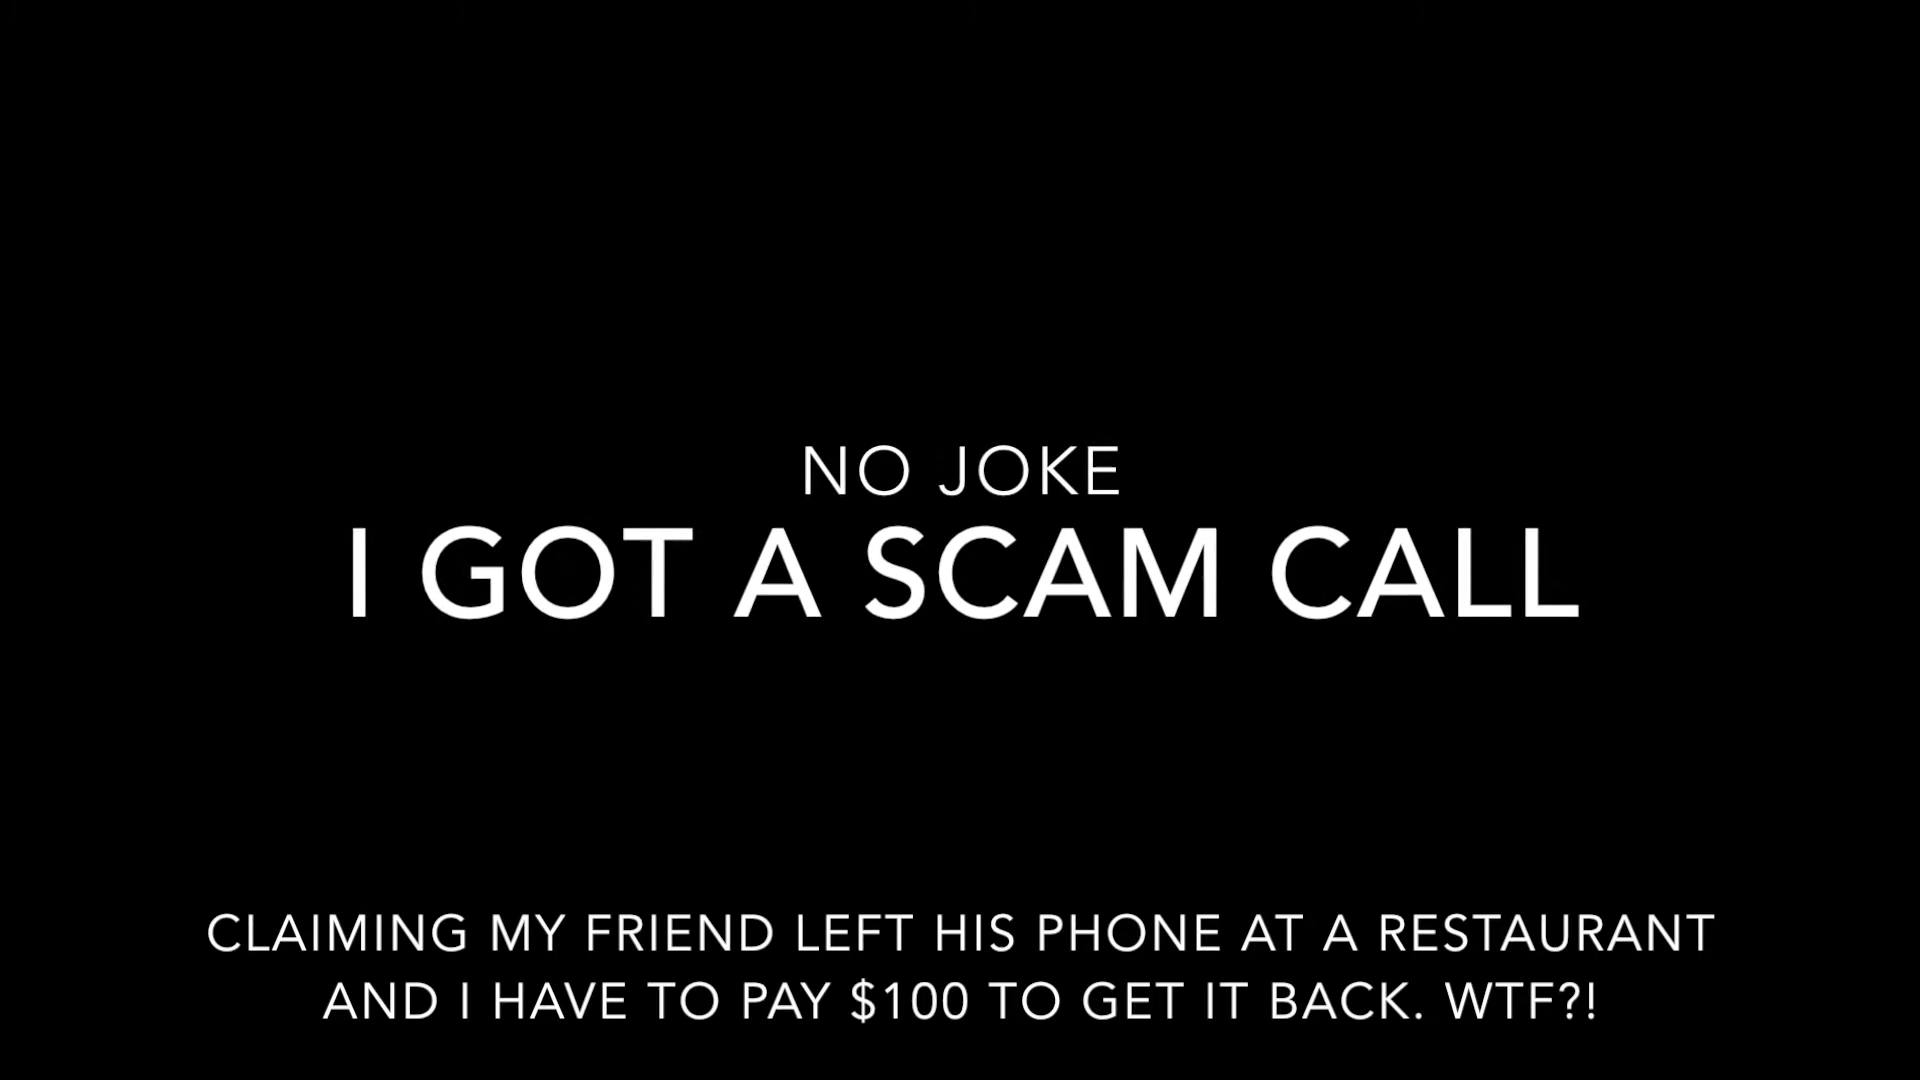 NO JOKE
I GOT A SCAM CALL
CLAIMING MY FRIEND LEFT HIS PHONE AT A RESTAURANT
AND I HAVE TO PAY $100 TO GET IT BACK. WTF?!